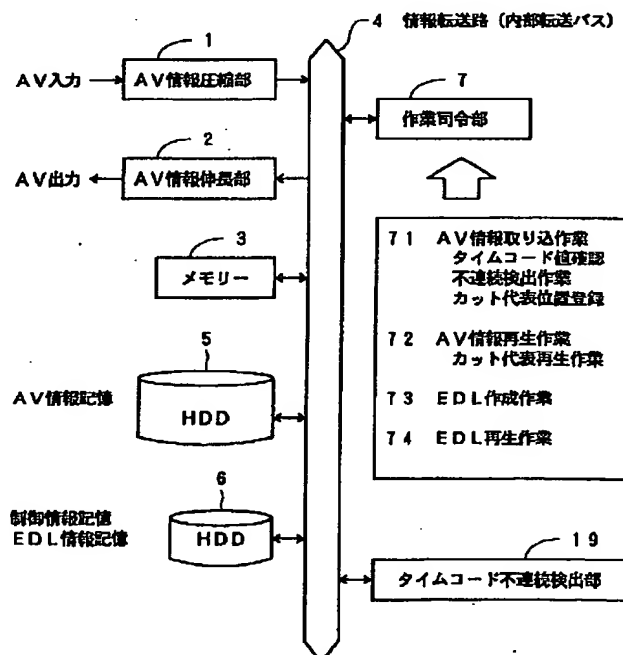 4 情報転送路（内部転送バス）
1
AV入力
AV情報圧縮部
7
作業司令部
2
AV出力
AV情報伸長部
3
メモリー
71 AV情報取り込作業
タイムコード値確認
不連続検出作業
カット代表位置登録
72 AV情報再生作業
カット代表再生作業
73 EDL作成作業
74 EDL再生作業
5
AV情報記憶
HDD
6
制御情報記憶
EDL情報記憶
HDD
19
タイムコード不連続検出部